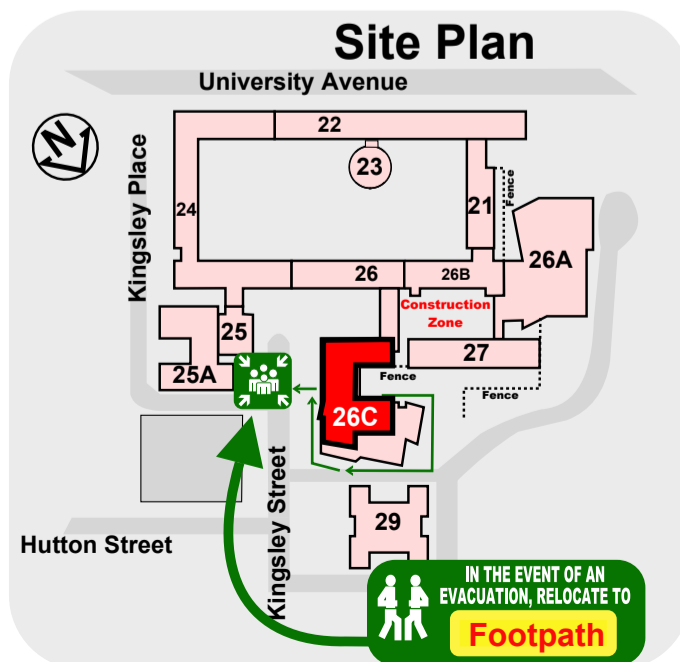 Site Plan
University Avenue
N
Kingsley Place
22
23
24
21
Fence
26A
26
26B
Construction
Zone
25
25A
27
Fence
Fence
26C
Kingsley Street
29
Hutton Street
IN THE EVENT OF AN
EVACUATION, RELOCATE TO
Footpath